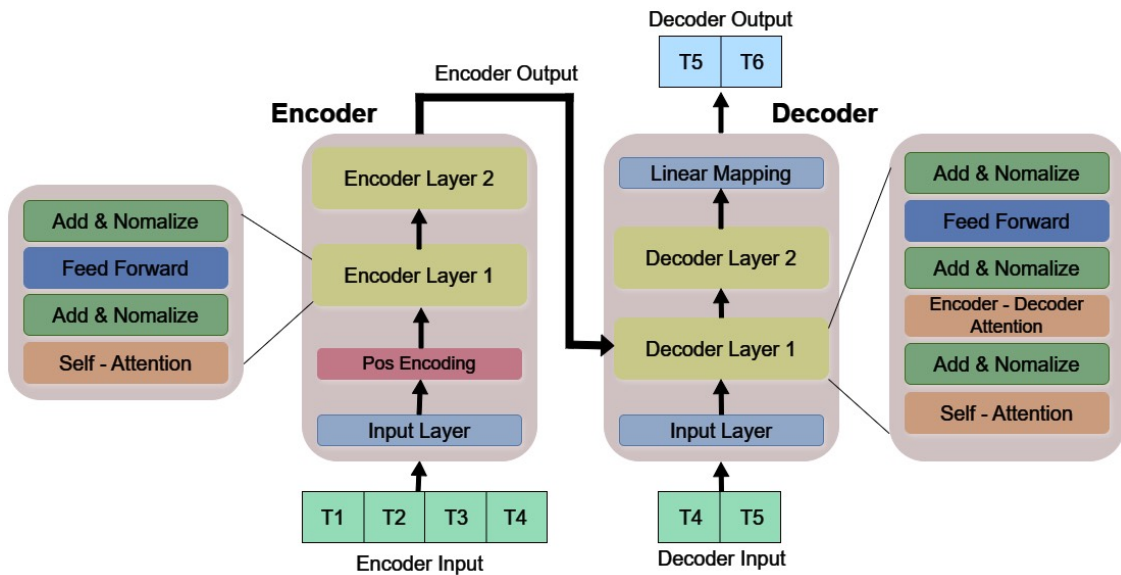 Decoder Output
T5 T6
Encoder Output
Encoder
Decoder
Add & Nomalize
Feed Forward
Add & Nomalize
Self - Attention
Encoder Layer 2
Encoder Layer 1
Pos Encoding
Input Layer
T1 T2 T3 T4
Encoder Input
Linear Mapping
Decoder Layer 2
Decoder Layer 1
Input Layer
T4 T5
Decoder Input
Add & Nomalize
Feed Forward
Add & Nomalize
Encoder - Decoder
Attention
Add & Nomalize
Self - Attention